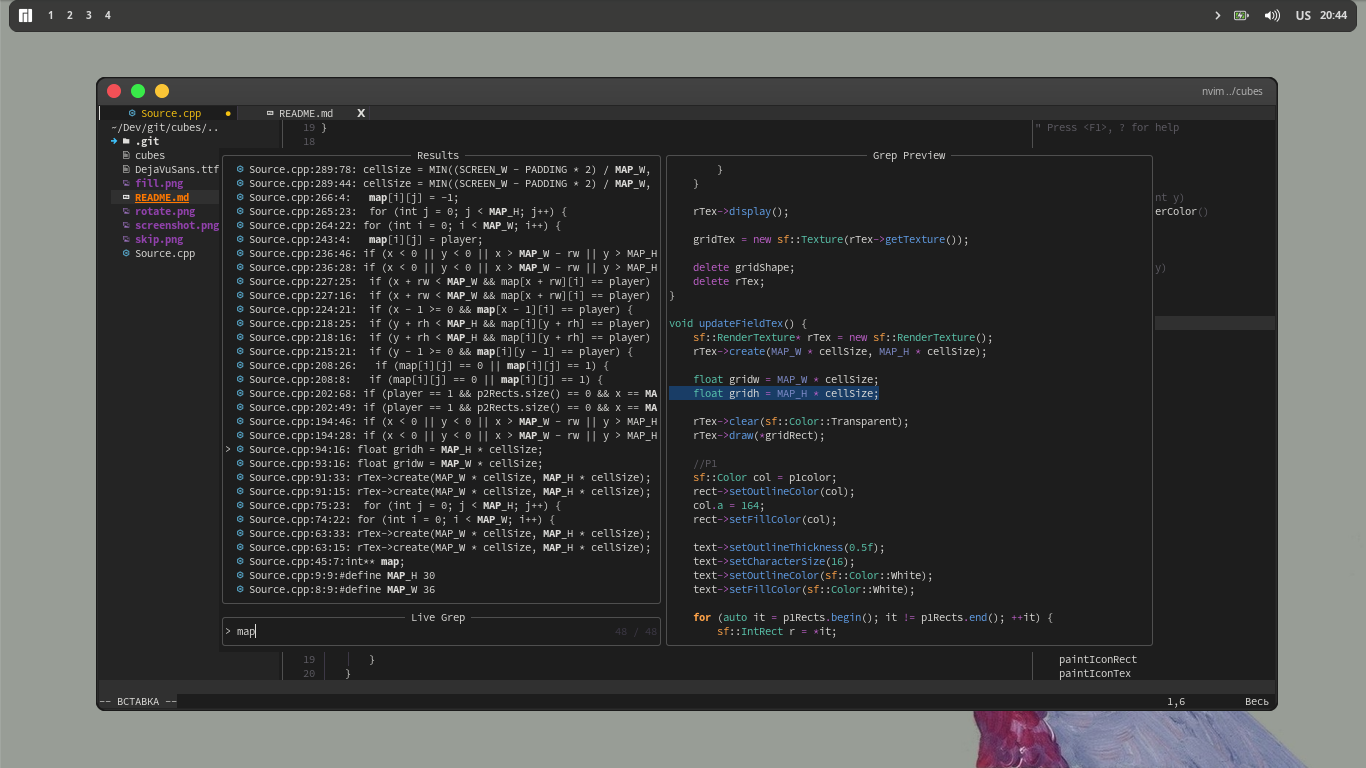 1 2 3 4
US 20:44
nvim ../cubes
Source.cpp
README.md X
~/Dev/git/cubes/..
.git
cubes
DejaVuSans.ttf
fill.png
README.md
rotate.png
screenshot.png
skip.png
Source.cpp
19 }
18
" Press <F1>, ? for help
nt y)
erColor()
y)
Results
Source.cpp:289:78: cellSize = MIN((SCREEN_W - PADDING * 2) / MAP_W,
Source.cpp:289:44: cellSize = MIN((SCREEN_W - PADDING * 2) / MAP_W,
Source.cpp:266:4:   map[i][j] = -1;
Source.cpp:265:23:  for (int j = 0; j < MAP_H; j++) {
Source.cpp:264:22: for (int i = 0; i < MAP_W; i++) {
Source.cpp:243:4:   map[i][j] = player;
Source.cpp:236:46: if (x < 0 || y < 0 || x > MAP_W - rw || y > MAP_H
Source.cpp:236:28: if (x < 0 || y < 0 || x > MAP_W - rw || y > MAP_H
Source.cpp:227:25:  if (x + rw < MAP_W && map[x + rw][i] == player)
Source.cpp:227:16:  if (x + rw < MAP_W && map[x + rw][i] == player)
Source.cpp:224:21:  if (x - 1 >= 0 && map[x - 1][i] == player) {
Source.cpp:218:25:  if (y + rh < MAP_H && map[i][y + rh] == player)
Source.cpp:218:16:  if (y + rh < MAP_H && map[i][y + rh] == player)
Source.cpp:215:21:  if (y - 1 >= 0 && map[i][y - 1] == player) {
Source.cpp:208:26:   if (map[i][j] == 0 || map[i][j] == 1) {
Source.cpp:208:8:   if (map[i][j] == 0 || map[i][j] == 1) {
Source.cpp:202:68: if (player == 1 && p2Rects.size() == 0 && x == MA
Source.cpp:202:49: if (player == 1 && p2Rects.size() == 0 && x == MA
Source.cpp:194:46: if (x < 0 || y < 0 || x > MAP_W - rw || y > MAP_H
Source.cpp:194:28: if (x < 0 || y < 0 || x > MAP_W - rw || y > MAP_H
> Source.cpp:94:16: float gridh = MAP_H * cellSize;
Source.cpp:93:16: float gridw = MAP_W * cellSize;
Source.cpp:91:33: rTex->create(MAP_W * cellSize, MAP_H * cellSize);
Source.cpp:91:15: rTex->create(MAP_W * cellSize, MAP_H * cellSize);
Source.cpp:75:23:  for (int j = 0; j < MAP_H; j++) {
Source.cpp:74:22: for (int i = 0; i < MAP_W; i++) {
Source.cpp:63:33: rTex->create(MAP_W * cellSize, MAP_H * cellSize);
Source.cpp:63:15: rTex->create(MAP_W * cellSize, MAP_H * cellSize);
Source.cpp:45:7:int** map;
Source.cpp:9:9:#define MAP_H 30
Source.cpp:8:9:#define MAP_W 36
Live Grep
> map 48 / 48
Grep Preview
}
}
rTex->display();
gridTex = new sf::Texture(rTex->getTexture());
delete gridShape;
delete rTex;
}
void updateFieldTex() {
sf::RenderTexture* rTex = new sf::RenderTexture();
rTex->create(MAP_W * cellSize, MAP_H * cellSize);
float gridw = MAP_W * cellSize;
float gridh = MAP_H * cellSize;
rTex->clear(sf::Color::Transparent);
rTex->draw(*gridRect);
//P1
sf::Color col = p1color;
rect->setOutlineColor(col);
col.a = 164;
rect->setFillColor(col);
text->setOutlineThickness(0.5f);
text->setCharacterSize(16);
text->setOutlineColor(sf::Color::White);
text->setFillColor(sf::Color::White);
for (auto it = p1Rects.begin(); it != p1Rects.end(); ++it) {
sf::IntRect r = *it;
19 }
20 }
paintIconRect
paintIconTex
-- ВСТАВКА --
1,6 Весь